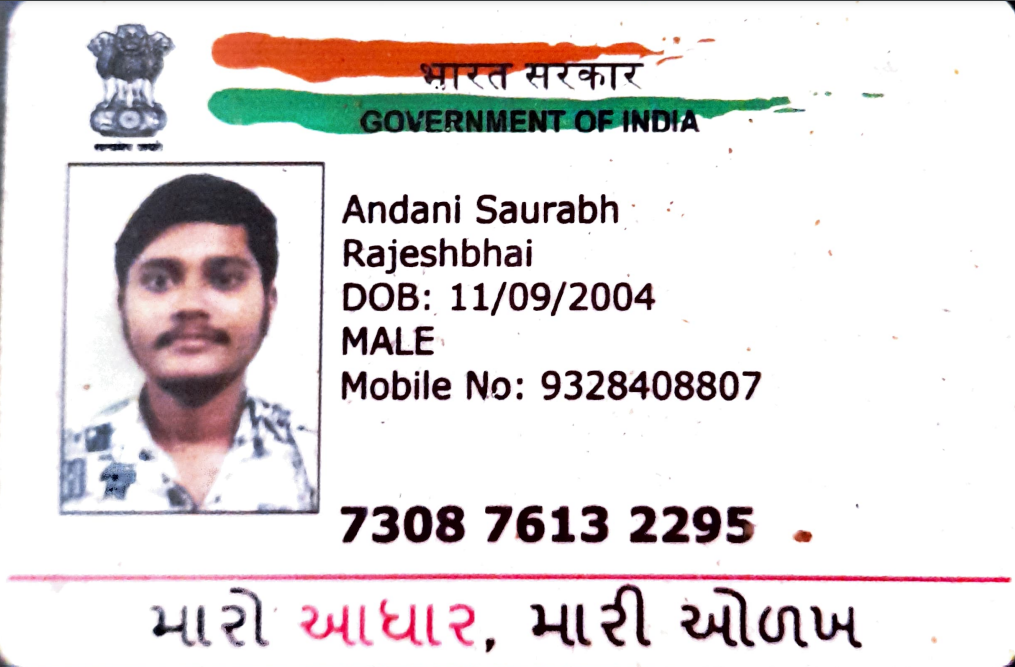 भारत सरकार
GOVERNMENT OF INDIA
सत्यमेव जयते
Andani Saurabh
Rajeshbhai
DOB: 11/09/2004
MALE
Mobile No: 9328408807
7308 7613 2295
મારો આધાર, મારી ઓળખ